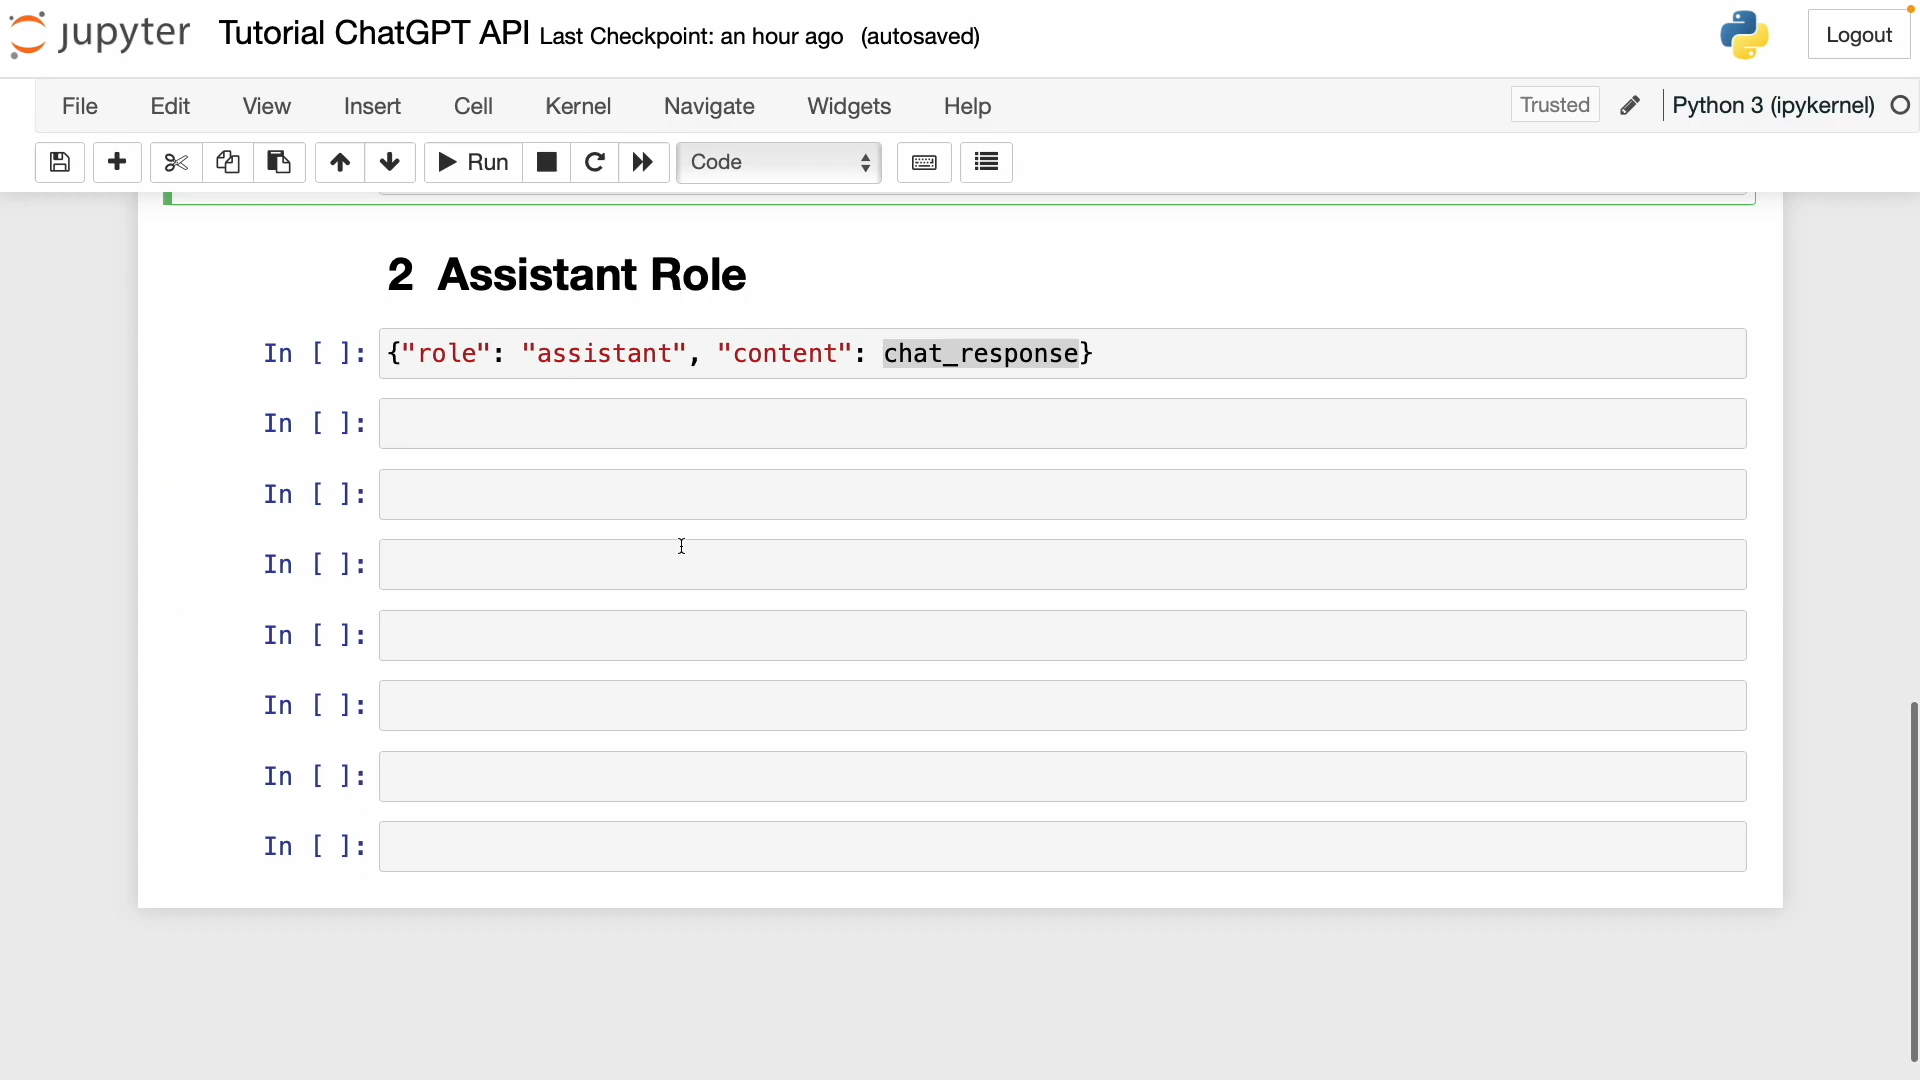 jupyter Tutorial ChatGPT API Last Checkpoint: an hour ago (autosaved) Logout
File Edit View Insert Cell Kernel Navigate Widgets Help Trusted Python 3 (ipykernel)
Run Code
2 Assistant Role
In [ ]: {"role": "assistant", "content": chat_response}
In [ ]:
In [ ]:
In [ ]:
In [ ]:
In [ ]:
In [ ]:
In [ ]: